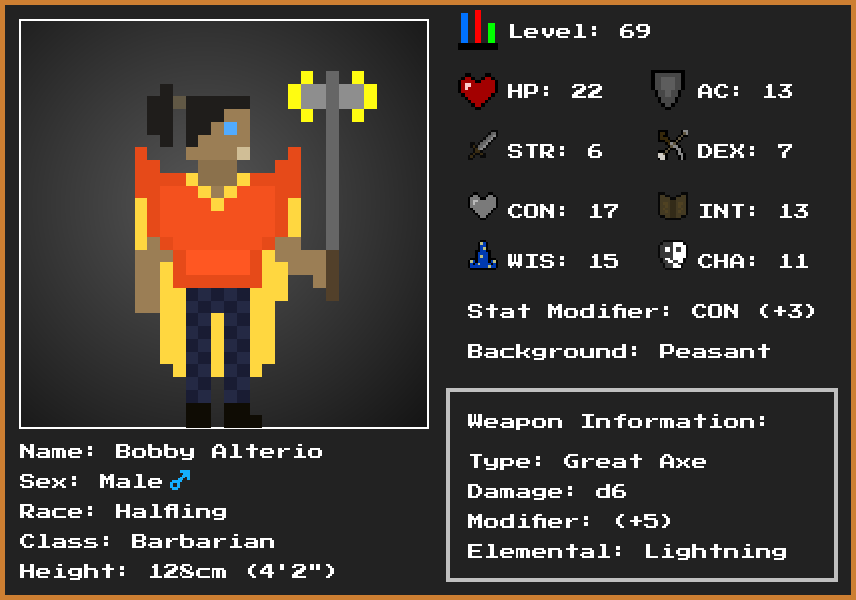 Level: 69
HP: 22 AC: 13
STR: 6 DEX: 7
CON: 17 INT: 13
WIS: 15 CHA: 11
Stat Modifier: CON (+3)
Background: Peasant
Weapon Information:
Type: Great Axe
Damage: d6
Modifier: (+5)
Elemental: Lightning
Name: Bobby Alterio
Sex: Male♂
Race: Halfling
Class: Barbarian
Height: 128cm (4'2")